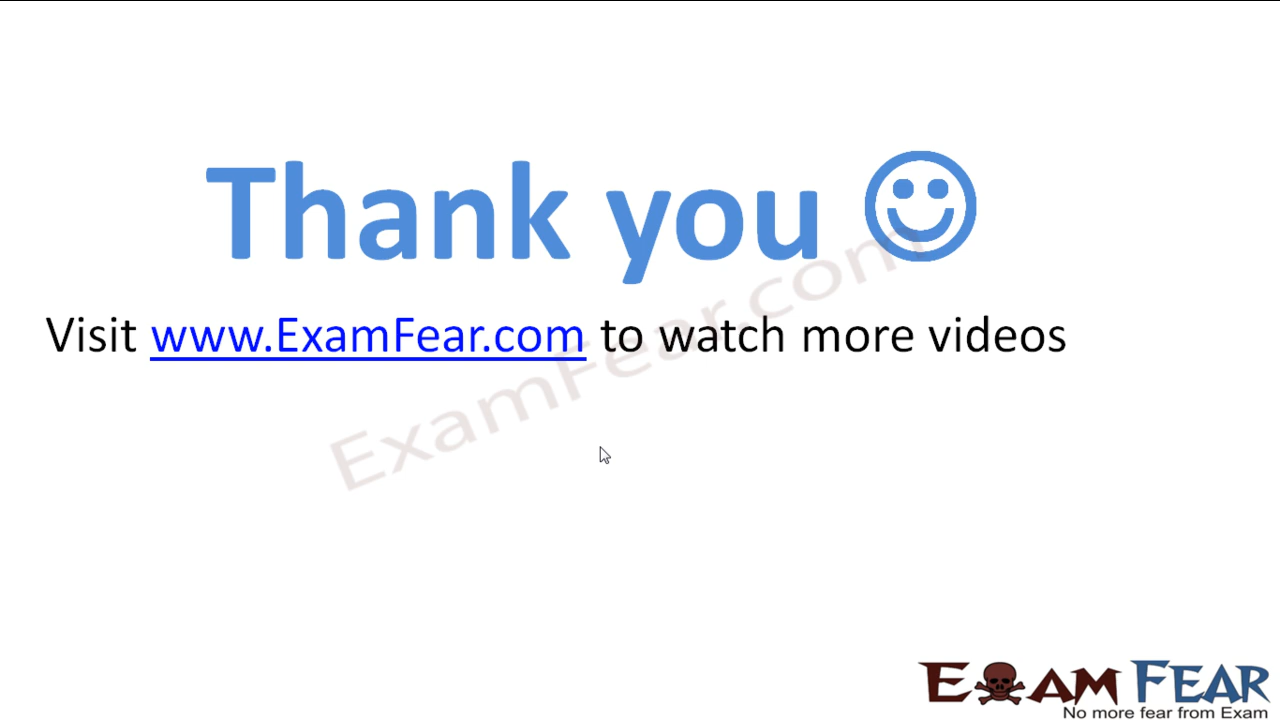 Thank you ☺
Visit www.ExamFear.com to watch more videos
ExamFear.com
EXAM FEAR
No more fear from Exam